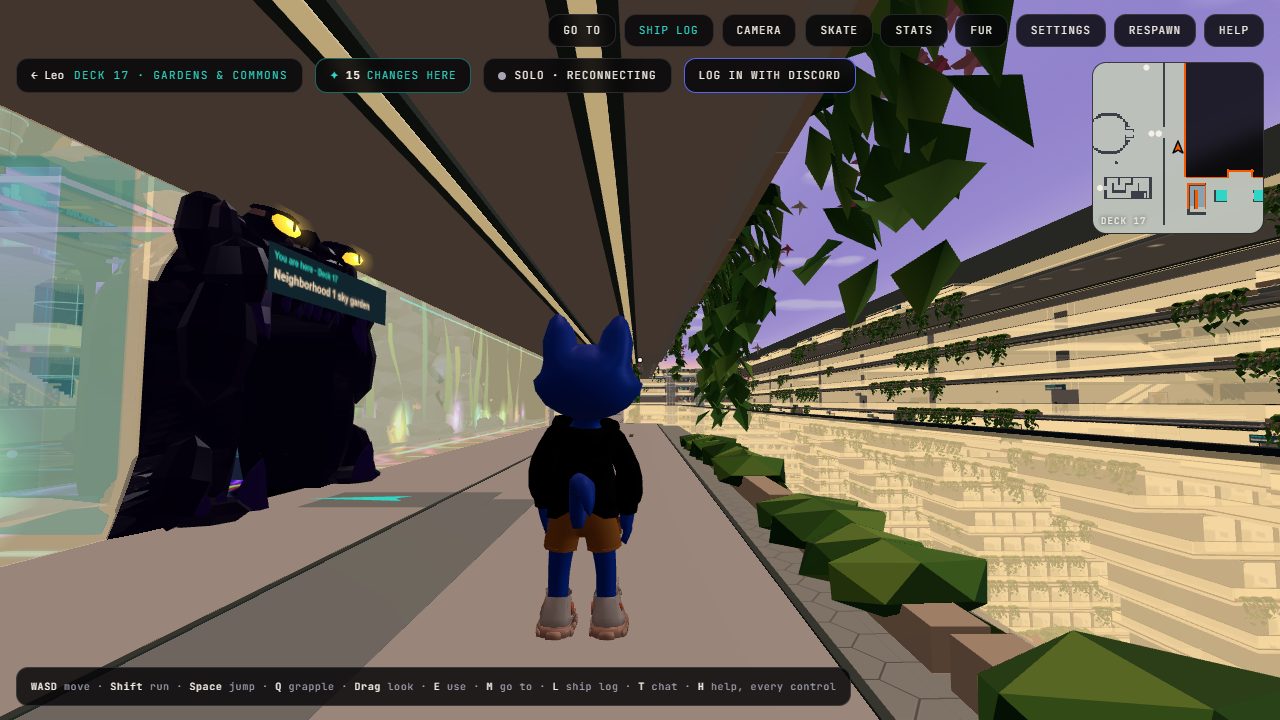 GO TO
SHIP LOG
CAMERA
SKATE
STATS
FUR
SETTINGS
RESPAWN
HELP
← Leo DECK 17 · GARDENS & COMMONS
✦ 15 CHANGES HERE
SOLO · RECONNECTING
LOG IN WITH DISCORD
DECK 17
You are here · Deck 17
Neighborhood 1 sky garden
WASD move · Shift run · Space jump · Q grapple · Drag look · E use · M go to · L ship log · T chat · H help, every control